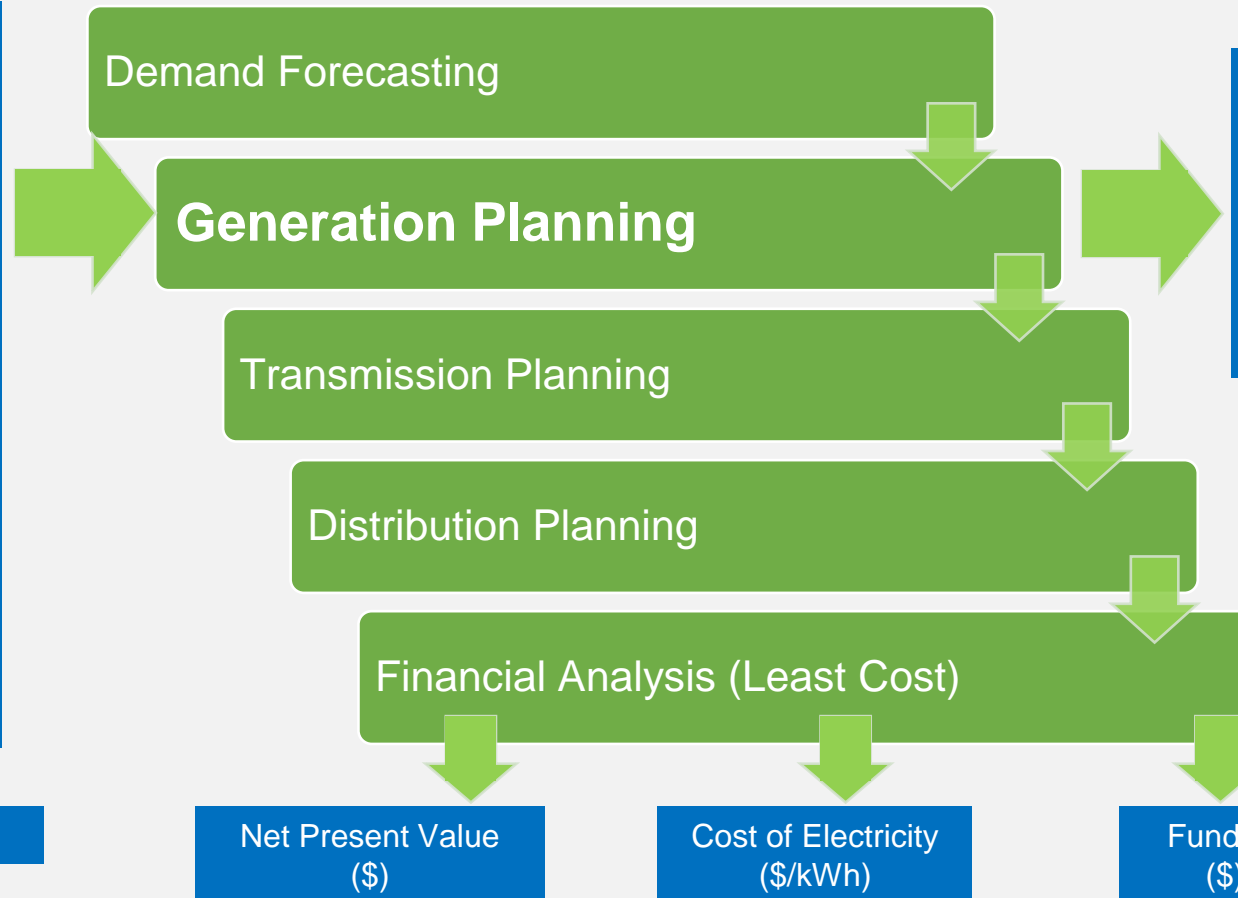 Demand Forecasting
Generation Planning
Transmission Planning
Distribution Planning
Financial Analysis (Least Cost)
Net Present Value
($)
Cost of Electricity
($/kWh)
Fund
($)